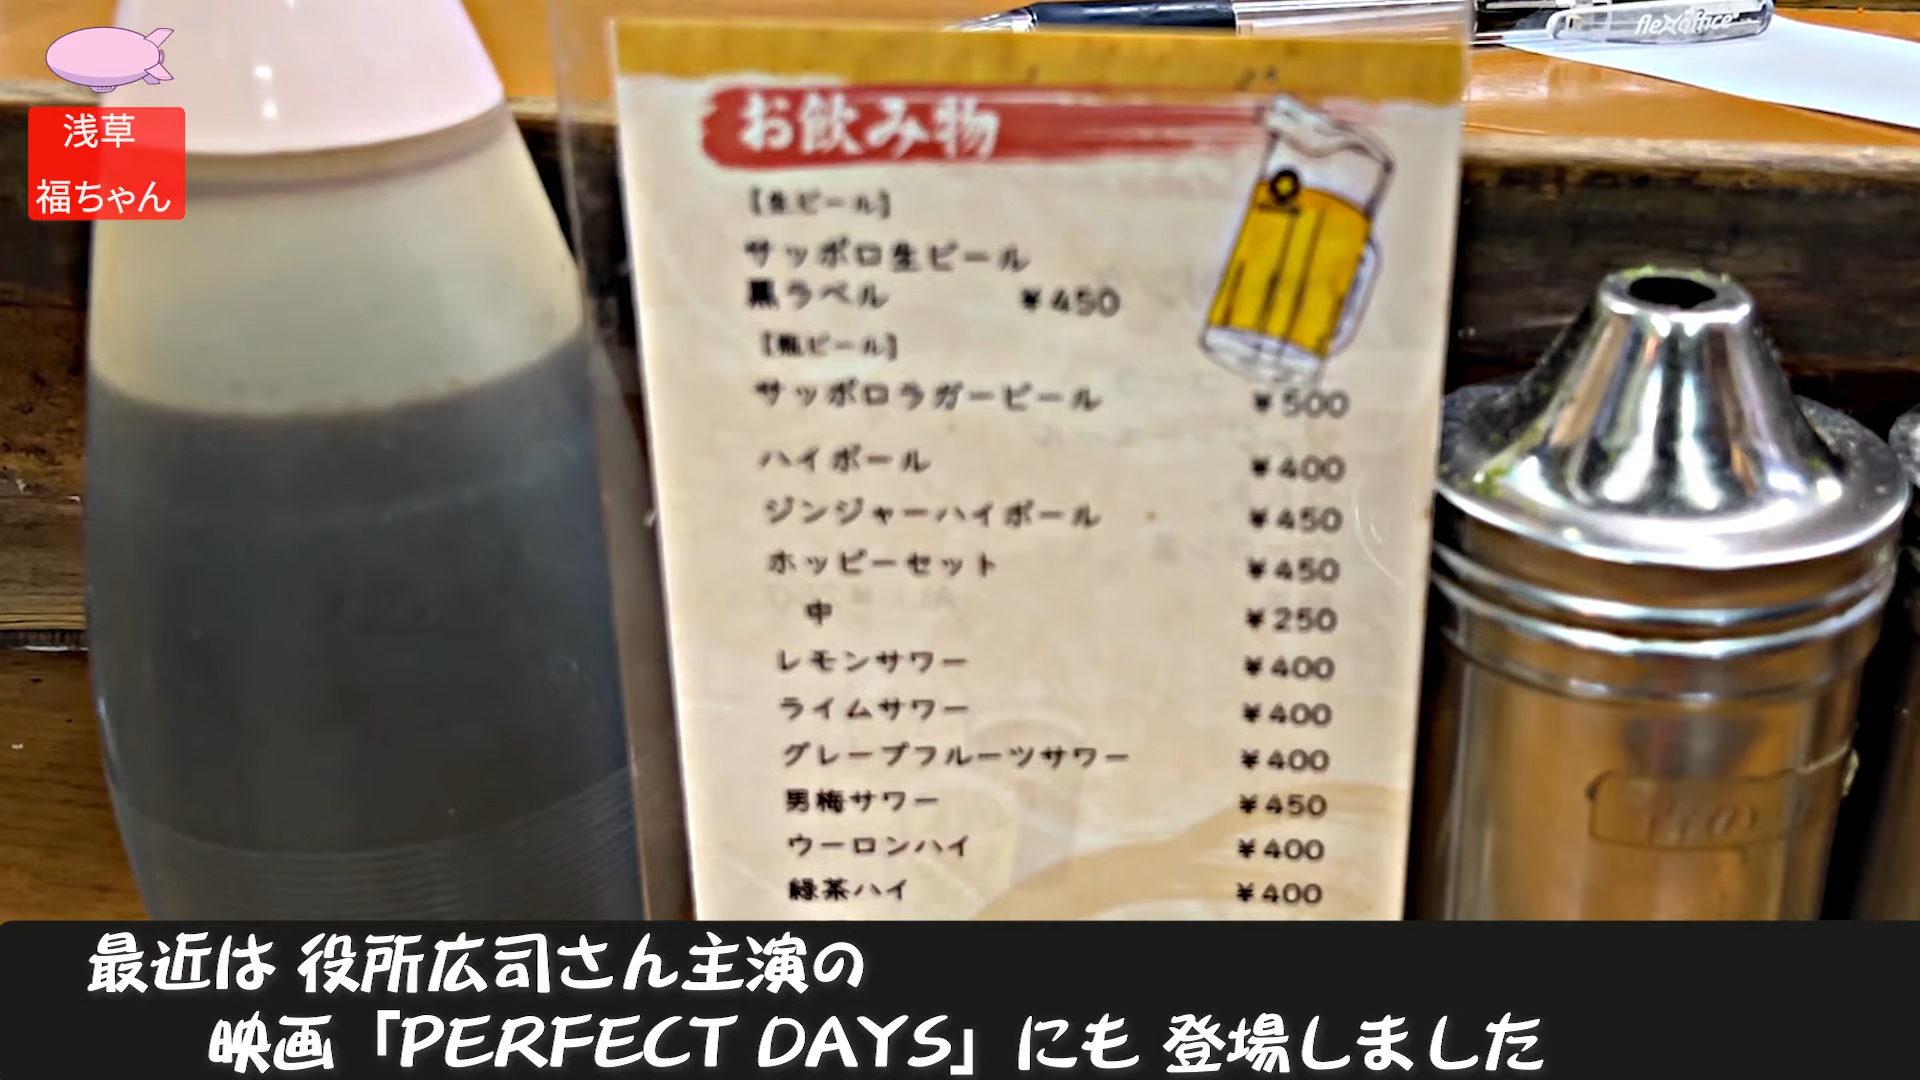 浅草
福ちゃん
flexoffice
お飲み物
【生ビール】
サッポロ生ビール
黒ラベル ¥450
【瓶ビール】
サッポロラガービール ¥500
ハイボール ¥400
ジンジャーハイボール ¥450
ホッピーセット ¥450
中 ¥250
レモンサワー ¥400
ライムサワー ¥400
グレープフルーツサワー ¥400
男梅サワー ¥450
ウーロンハイ ¥400
緑茶ハイ ¥400
最近は 役所広司さん主演の
映画「PERFECT DAYS」にも 登場しました